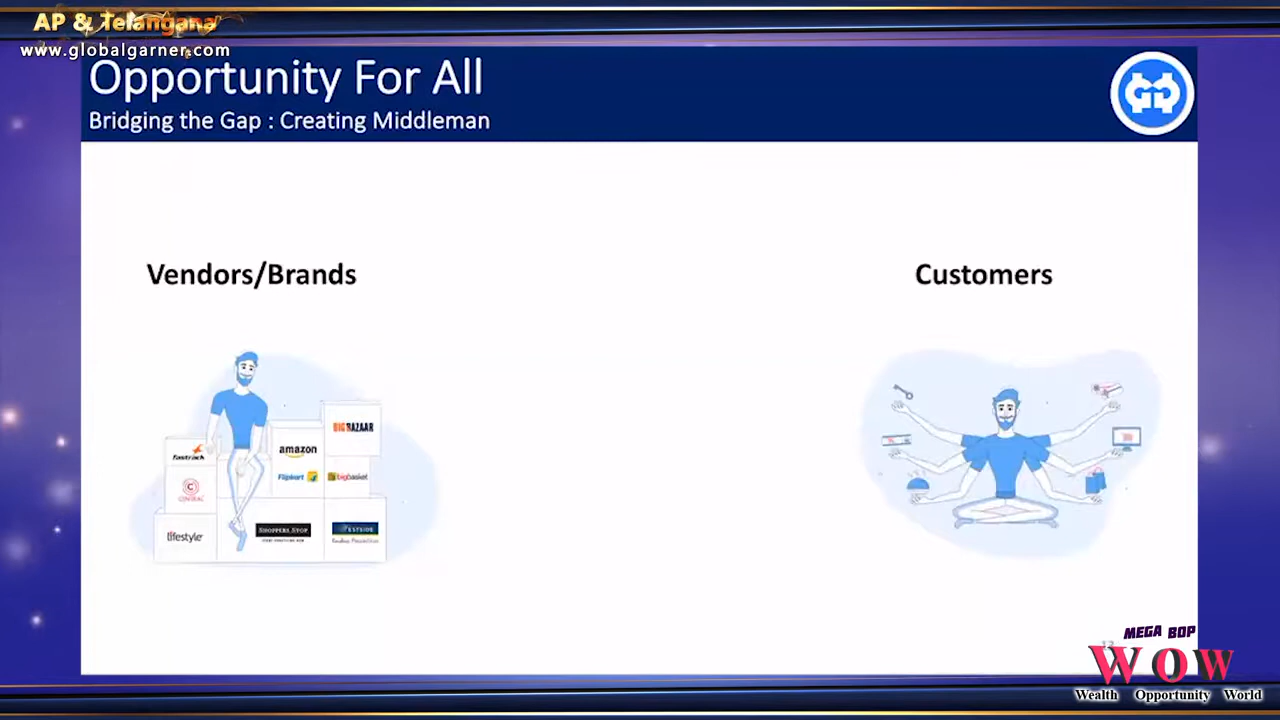 AP & Telangana
www.globalgarner.com
Opportunity For All
Bridging the Gap : Creating Middleman
Vendors/Brands
Customers
BIG BAZAAR
fastrack
amazon
Flipkart
bigbasket
CENTRAL
lifestyle
SHOPPERS STOP
WESTSIDE
MEGA BOP
WOW
Wealth Opportunity World